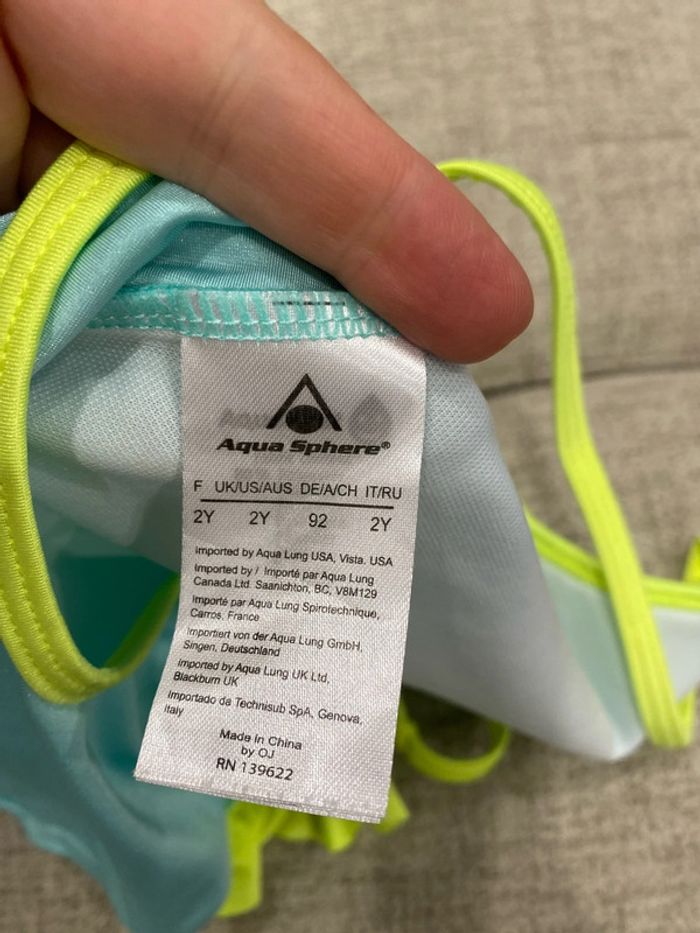 Aqua Sphere®
F UK/US/AUS DE/A/CH IT/RU
2Y 2Y 92 2Y
Imported by Aqua Lung USA, Vista. USA
Imported by / Importé par Aqua Lung
Canada Ltd. Saanichton, BC, V8M129
Importé par Aqua Lung Spirotechnique,
Carros, France
Importiert von der Aqua Lung GmbH,
Singen, Deutschland
Imported by Aqua Lung UK Ltd,
Blackburn UK
Importado da Technisub SpA, Genova,
Italy
Made in China
by OJ
RN 139622